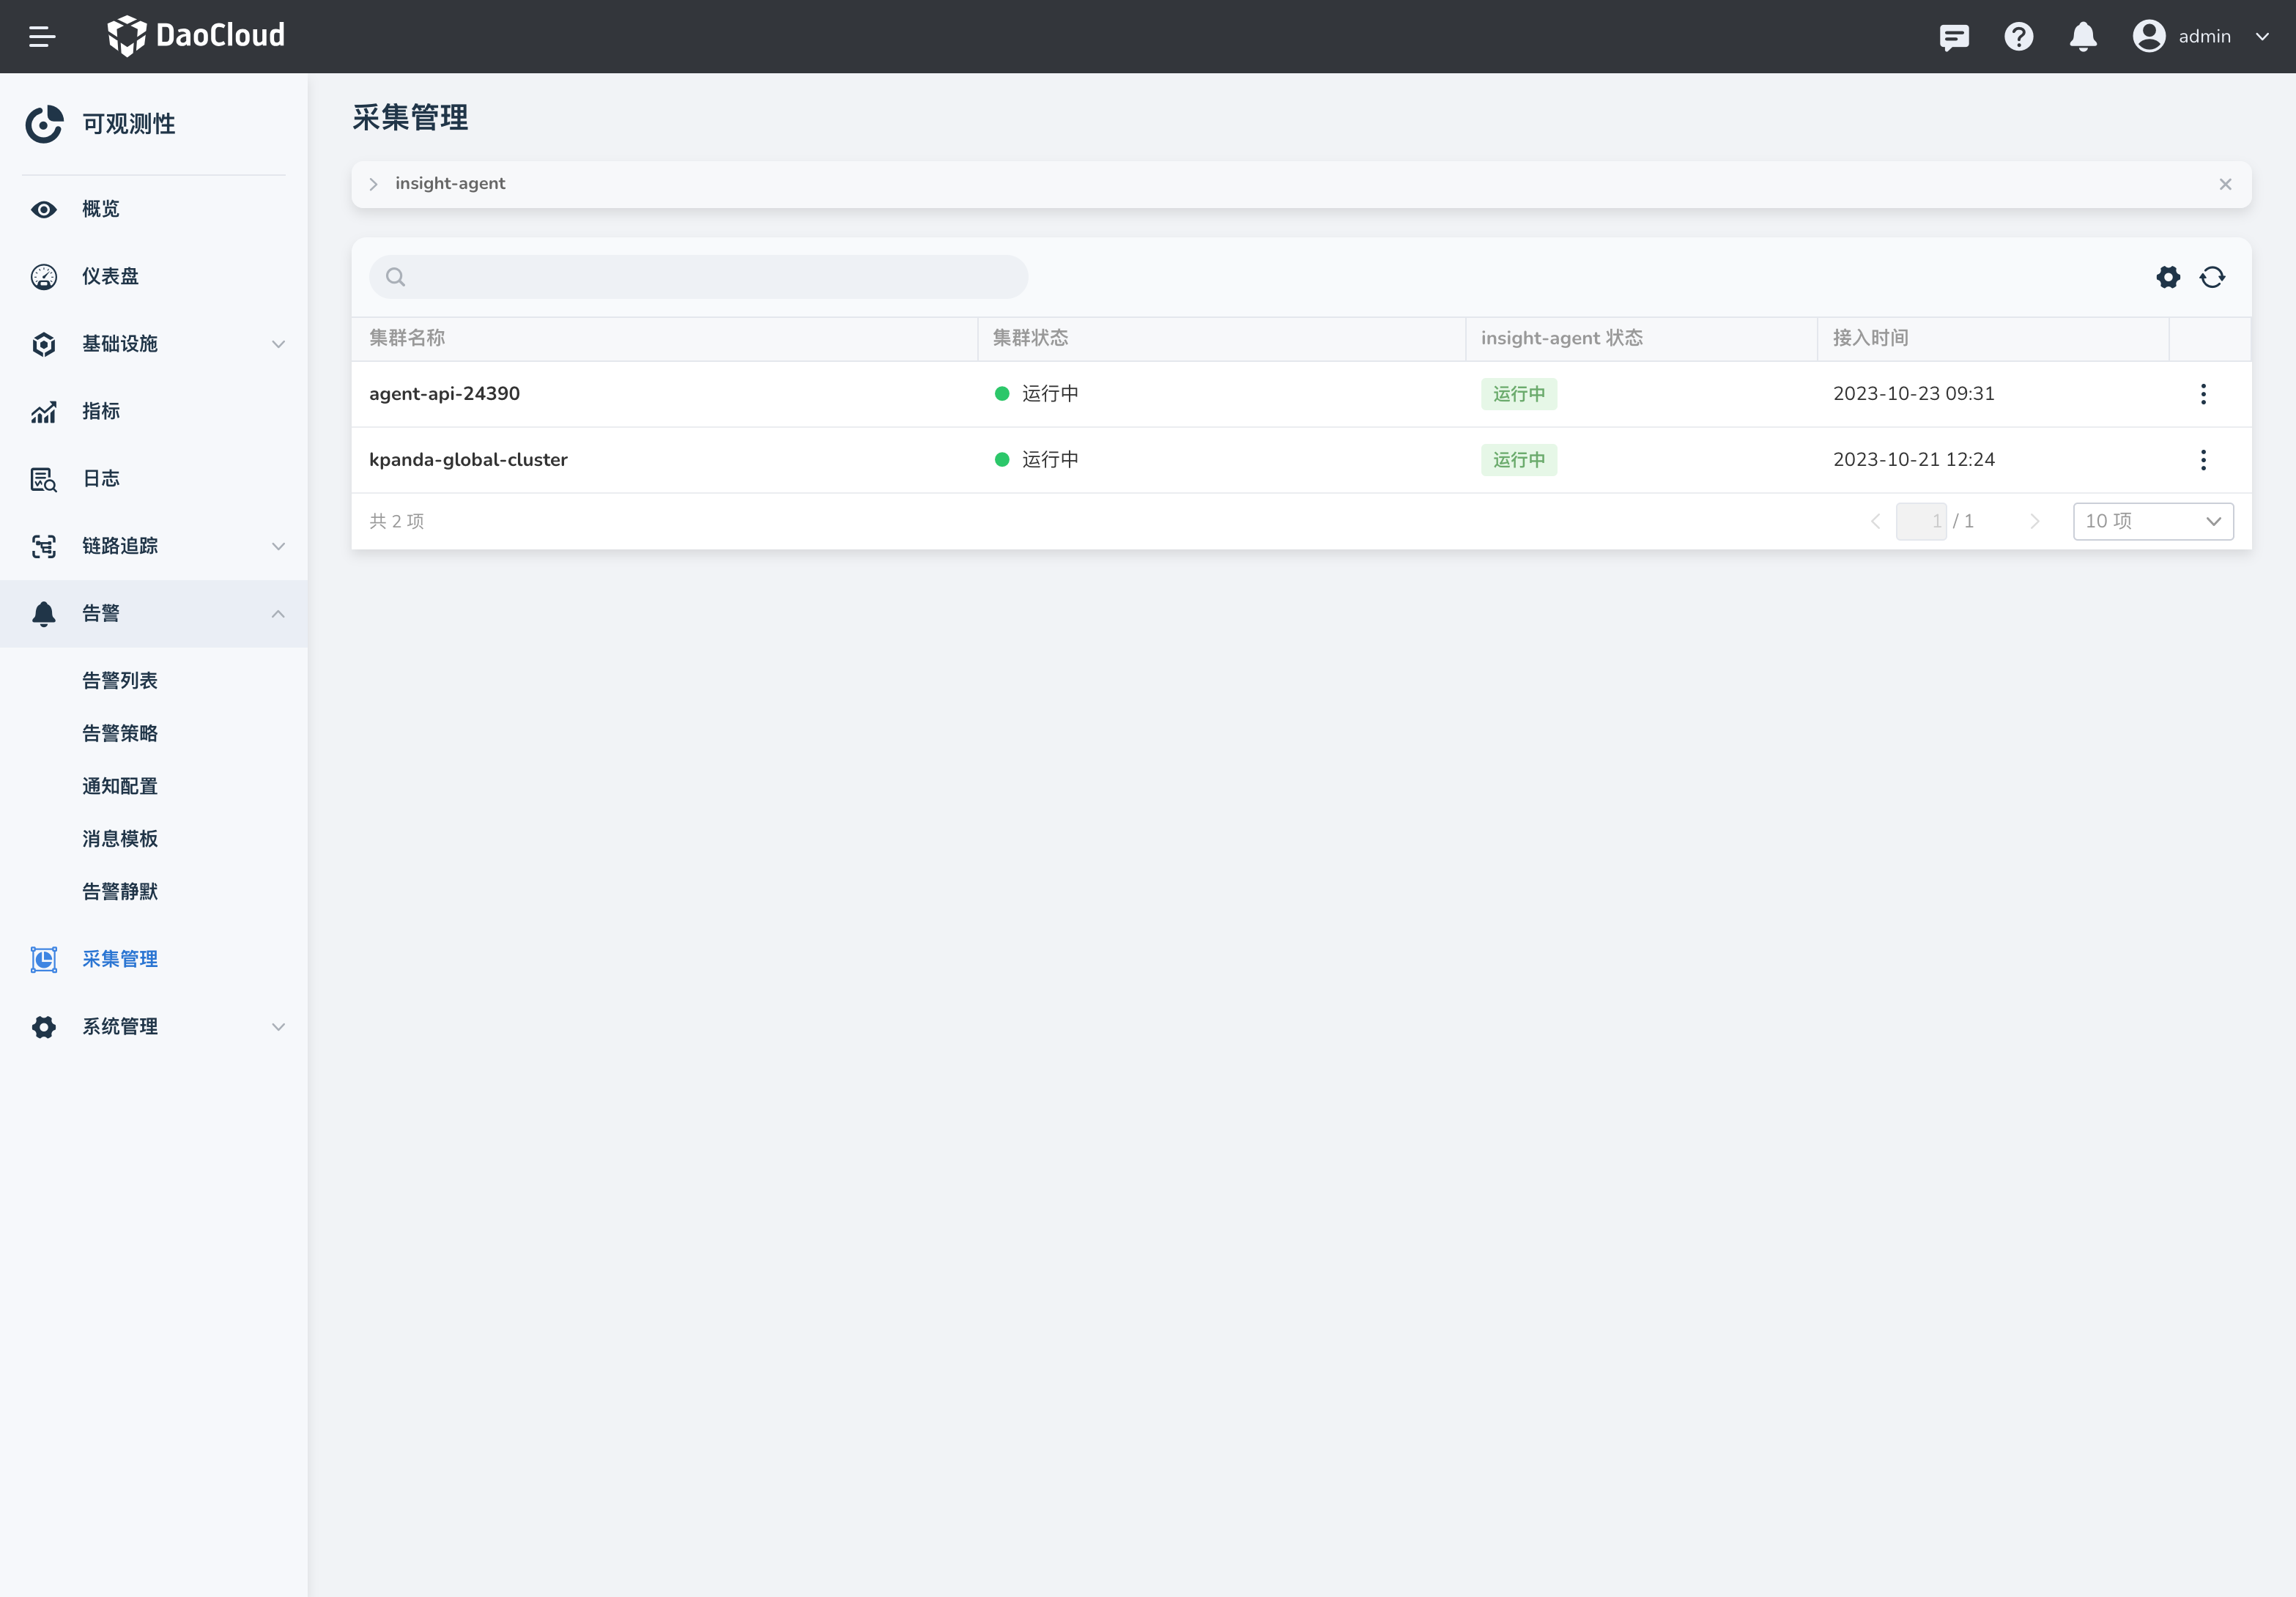 DaoCloud
admin
可观测性
概览
仪表盘
基础设施
指标
日志
链路追踪
告警
告警列表
告警策略
通知配置
消息模板
告警静默
采集管理
系统管理
采集管理
insight-agent
集群名称 集群状态 insight-agent 状态 接入时间
agent-api-24390 运行中 运行中 2023-10-23 09:31
kpanda-global-cluster 运行中 运行中 2023-10-21 12:24
共 2 项 1 / 1 10 项